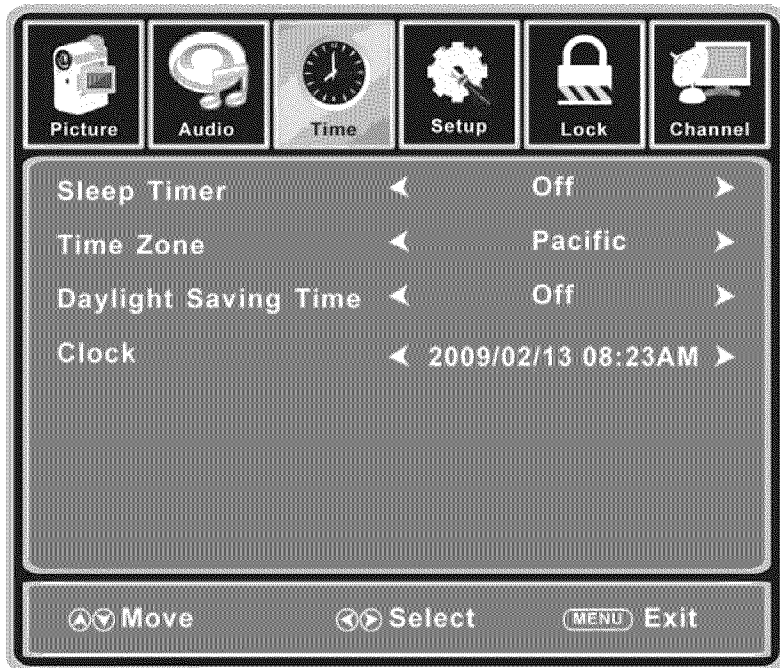 Picture Audio Time Setup Lock Channel
Sleep Timer Off
Time Zone Pacific
Daylight Saving Time Off
Clock 2009/02/13 08:23AM
Move Select MENU Exit